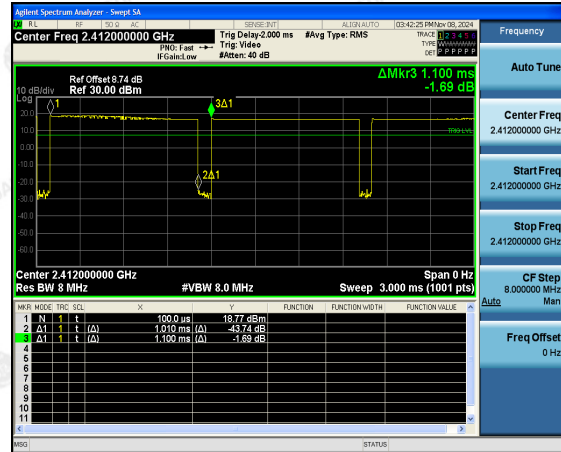 Agilent Spectrum Analyzer - Swept SA
RL RF 50 Ω AC SENSE:INT ALIGN AUTO 03:42:25 PM Nov 08, 2024
Center Freq 2.412000000 GHz
PNO: Fast
IFGain:Low
Trig Delay-2.000 ms
Trig: Video
#Atten: 40 dB
#Avg Type: RMS
TRACE 1 2 3 4 5 6
TYPE WWWWWW
DET P P P P P P
Frequency
Auto Tune
Center Freq
2.412000000 GHz
Start Freq
2.412000000 GHz
Stop Freq
2.412000000 GHz
CF Step
8.000000 MHz
Auto Man
Freq Offset
0 Hz
ΔMkr3 1.100 ms
-1.69 dB
Ref Offset 8.74 dB
Ref 30.00 dBm
10 dB/div
Log
20.0
10.0
0.00
-10.0
-20.0
-30.0
-40.0
-50.0
-60.0
1
3Δ1
2Δ1
TRIG LVL
Center 2.412000000 GHz
Span 0 Hz
Res BW 8 MHz
#VBW 8.0 MHz
Sweep 3.000 ms (1001 pts)
MKR MODE TRC SCL X Y FUNCTION FUNCTION WIDTH FUNCTION VALUE
1 N 1 t 100.0 µs 18.77 dBm
2 Δ1 1 t (Δ) 1.010 ms (Δ) -43.74 dB
3 Δ1 1 t (Δ) 1.100 ms (Δ) -1.69 dB
4
5
6
7
8
9
10
11
MSG
STATUS